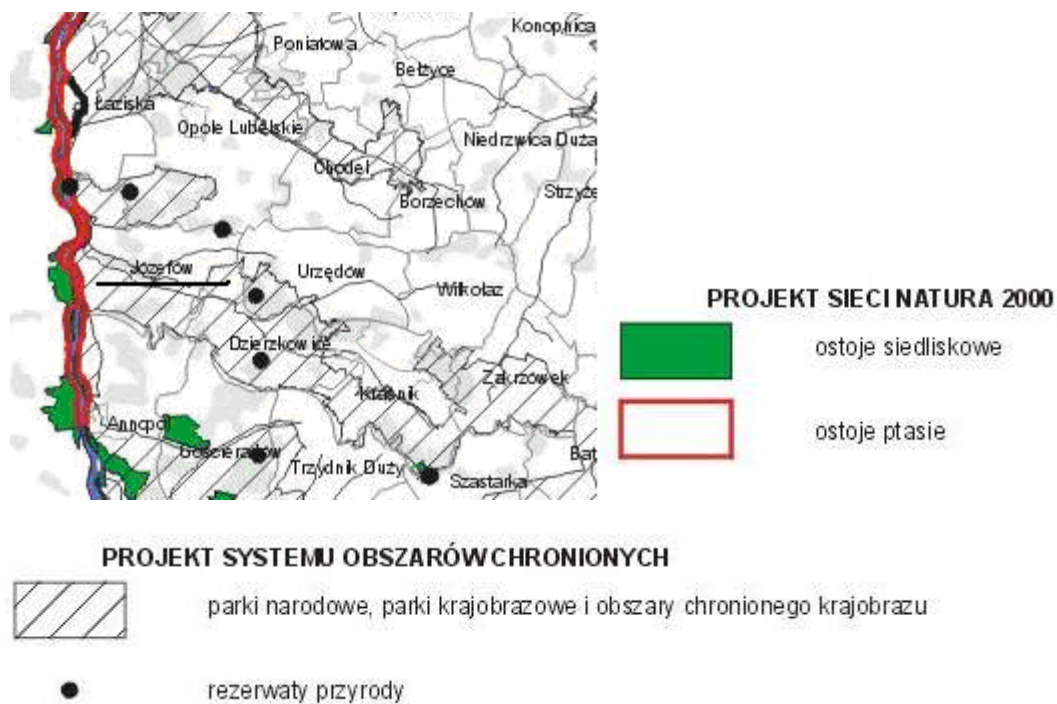 Konopnica
Poniatowa
Bełżyce
Łaziska
Opole Lubelskie
Niedrzwica Duża
Chodel
Strzyże
Borzechów
Józefów
Urzędów
Wilkołaz
Dzierzkowice
Zakrzówek
Kraśnik
Annopol
Gościeradów
Trzydnik Duży
Bat
Szastarka
PROJEKT SIECI NATURA 2000
ostoje siedliskowe
ostoje ptasie
PROJEKT SYSTEMU OBSZARÓW CHRONIONYCH
parki narodowe, parki krajobrazowe i obszary chronionego krajobrazu
rezerwaty przyrody